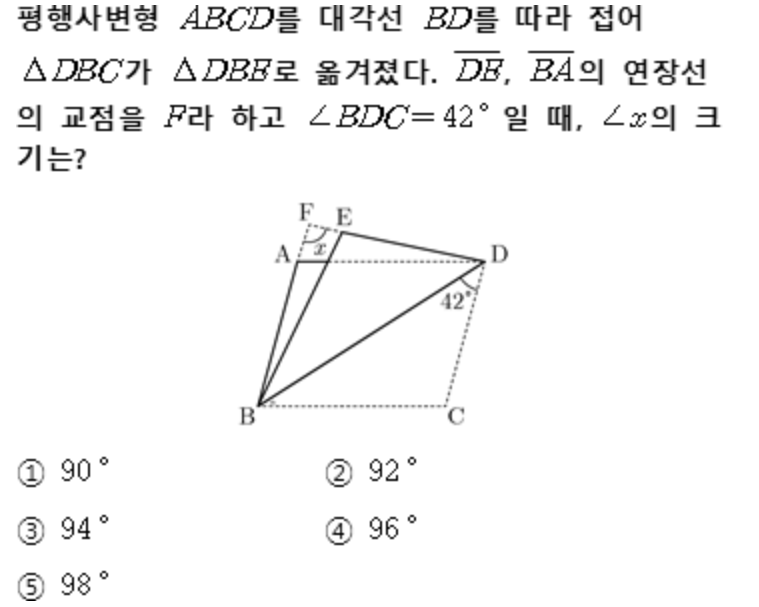 평행사변형 ABCD를 대각선 BD를 따라 접어
△DBC가 △DBE로 옮겨졌다. D̅E̅, B̅A̅의 연장선
의 교점을 F라 하고 ∠BDC=42° 일 때, ∠x의 크
기는?
F E
A x D
42°
B C
① 90° ② 92°
③ 94° ④ 96°
⑤ 98°